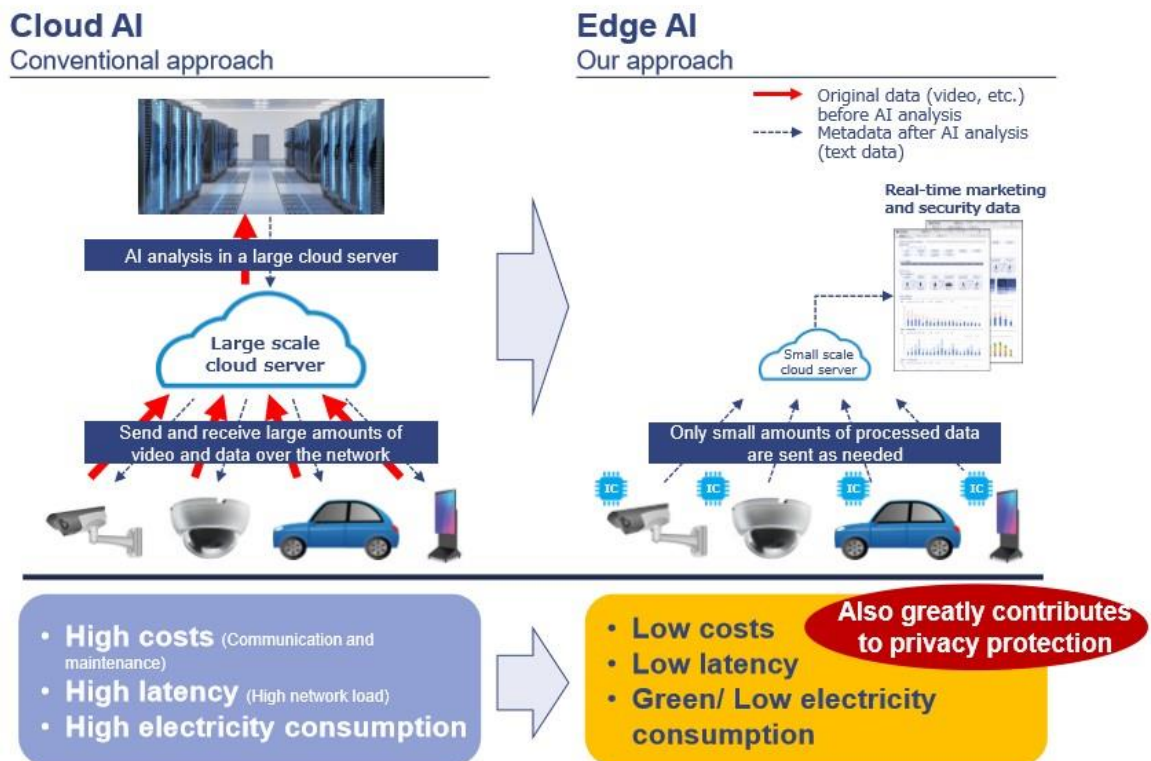 Cloud AI
Conventional approach
AI analysis in a large cloud server
Large scale
cloud server
Send and receive large amounts of
video and data over the network
Edge AI
Our approach
Original data (video, etc.)
before AI analysis
Metadata after AI analysis
(text data)
Real-time marketing
and security data
Small scale
cloud server
Only small amounts of processed data
are sent as needed
IC
IC
IC
IC
• High costs (Communication and
maintenance)
• High latency (High network load)
• High electricity consumption
• Low costs
• Low latency
• Green/ Low electricity
consumption
Also greatly contributes
to privacy protection